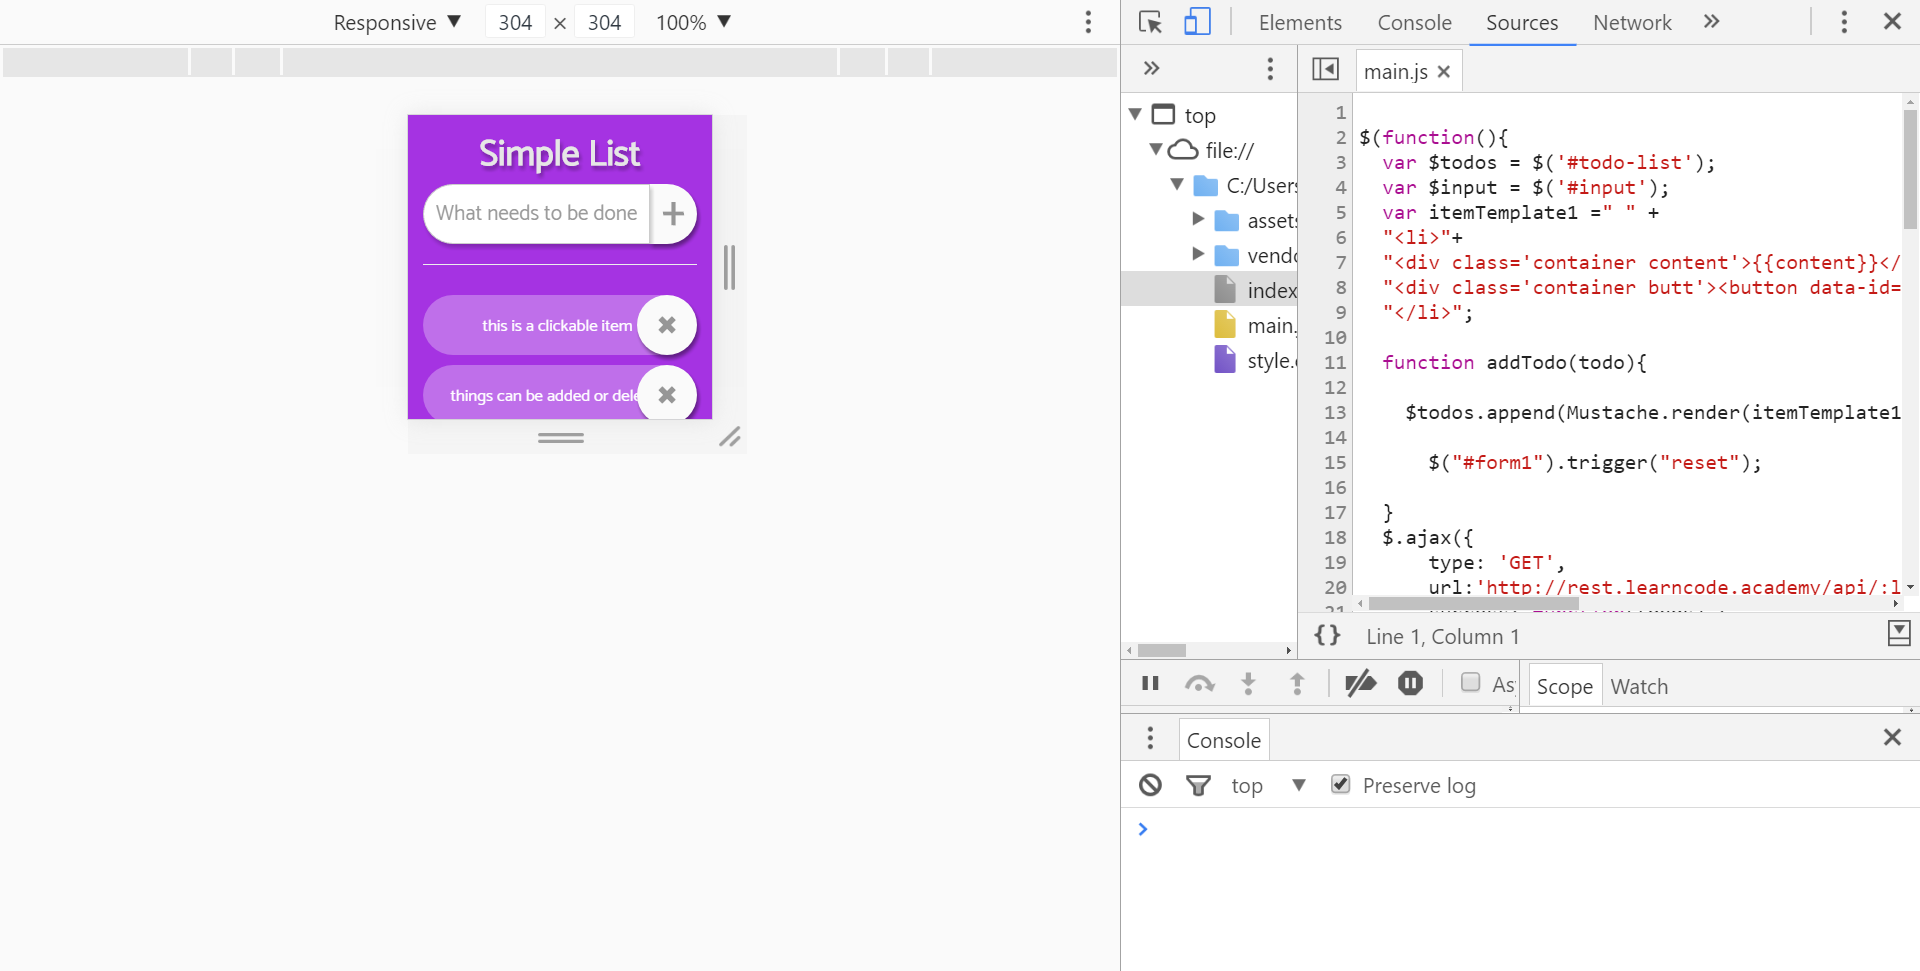 Responsive ▼ 304 × 304 100% ▼
Simple List
What needs to be done
this is a clickable item
things can be added or dele
Elements Console Sources Network »
»
main.js ×
top
file://
C:/Users
assets
vendo
index
main.
style.c
1
2 $(function(){
3 var $todos = $('#todo-list');
4 var $input = $('#input');
5 var itemTemplate1 =" " +
6 "<li>"+
7 "<div class='container content'>{{content}}</
8 "<div class='container butt'><button data-id=
9 "</li>";
10
11 function addTodo(todo){
12
13 $todos.append(Mustache.render(itemTemplate1
14
15 $("#form1").trigger("reset");
16
17 }
18 $.ajax({
19 type: 'GET',
20 url:'http://rest.learncode.academy/api/:l
21
{} Line 1, Column 1
As
Scope Watch
Console
top ▼ Preserve log
>